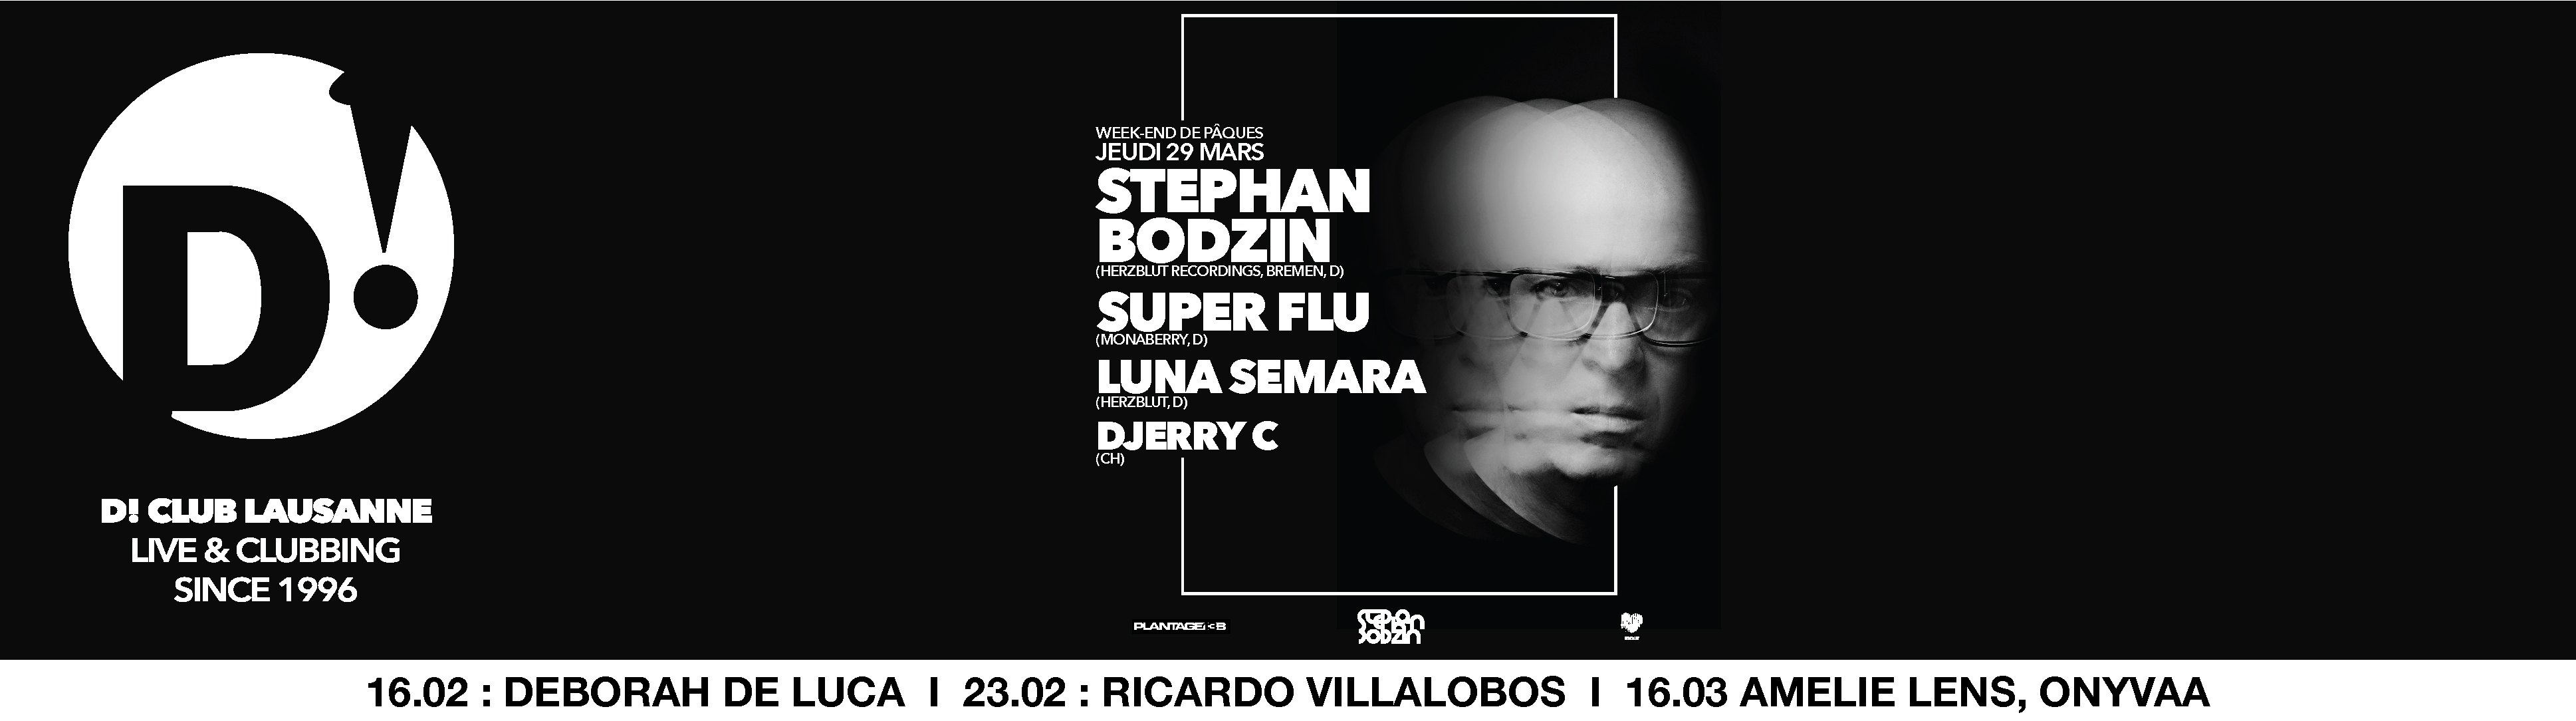 D!
D! CLUB LAUSANNE
LIVE & CLUBBING
SINCE 1996
WEEK-END DE PÂQUES
JEUDI 29 MARS
STEPHAN
BODZIN
(HERZBLUT RECORDINGS, BREMEN, D)
SUPER FLU
(MONABERRY, D)
LUNA SEMARA
(HERZBLUT, D)
DJERRY C
(CH)
STEPHAN
BODZIN
16.02 : DEBORAH DE LUCA I 23.02 : RICARDO VILLALOBOS I 16.03 AMELIE LENS, ONYVAA